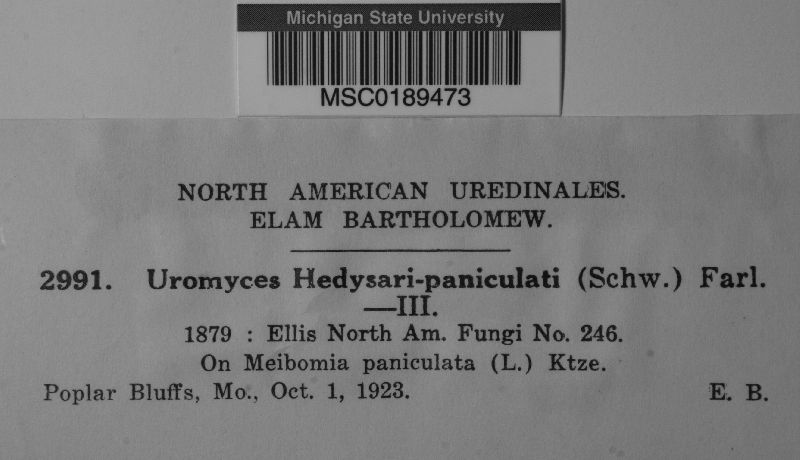 Michigan State University
MSC0189473
NORTH AMERICAN UREDINALES.
ELAM BARTHOLOMEW.
2991. Uromyces Hedysari-paniculati (Schw.) Farl.
—III.
1879 : Ellis North Am. Fungi No. 246.
On Meibomia paniculata (L.) Ktze.
Poplar Bluffs, Mo., Oct. 1, 1923. E. B.